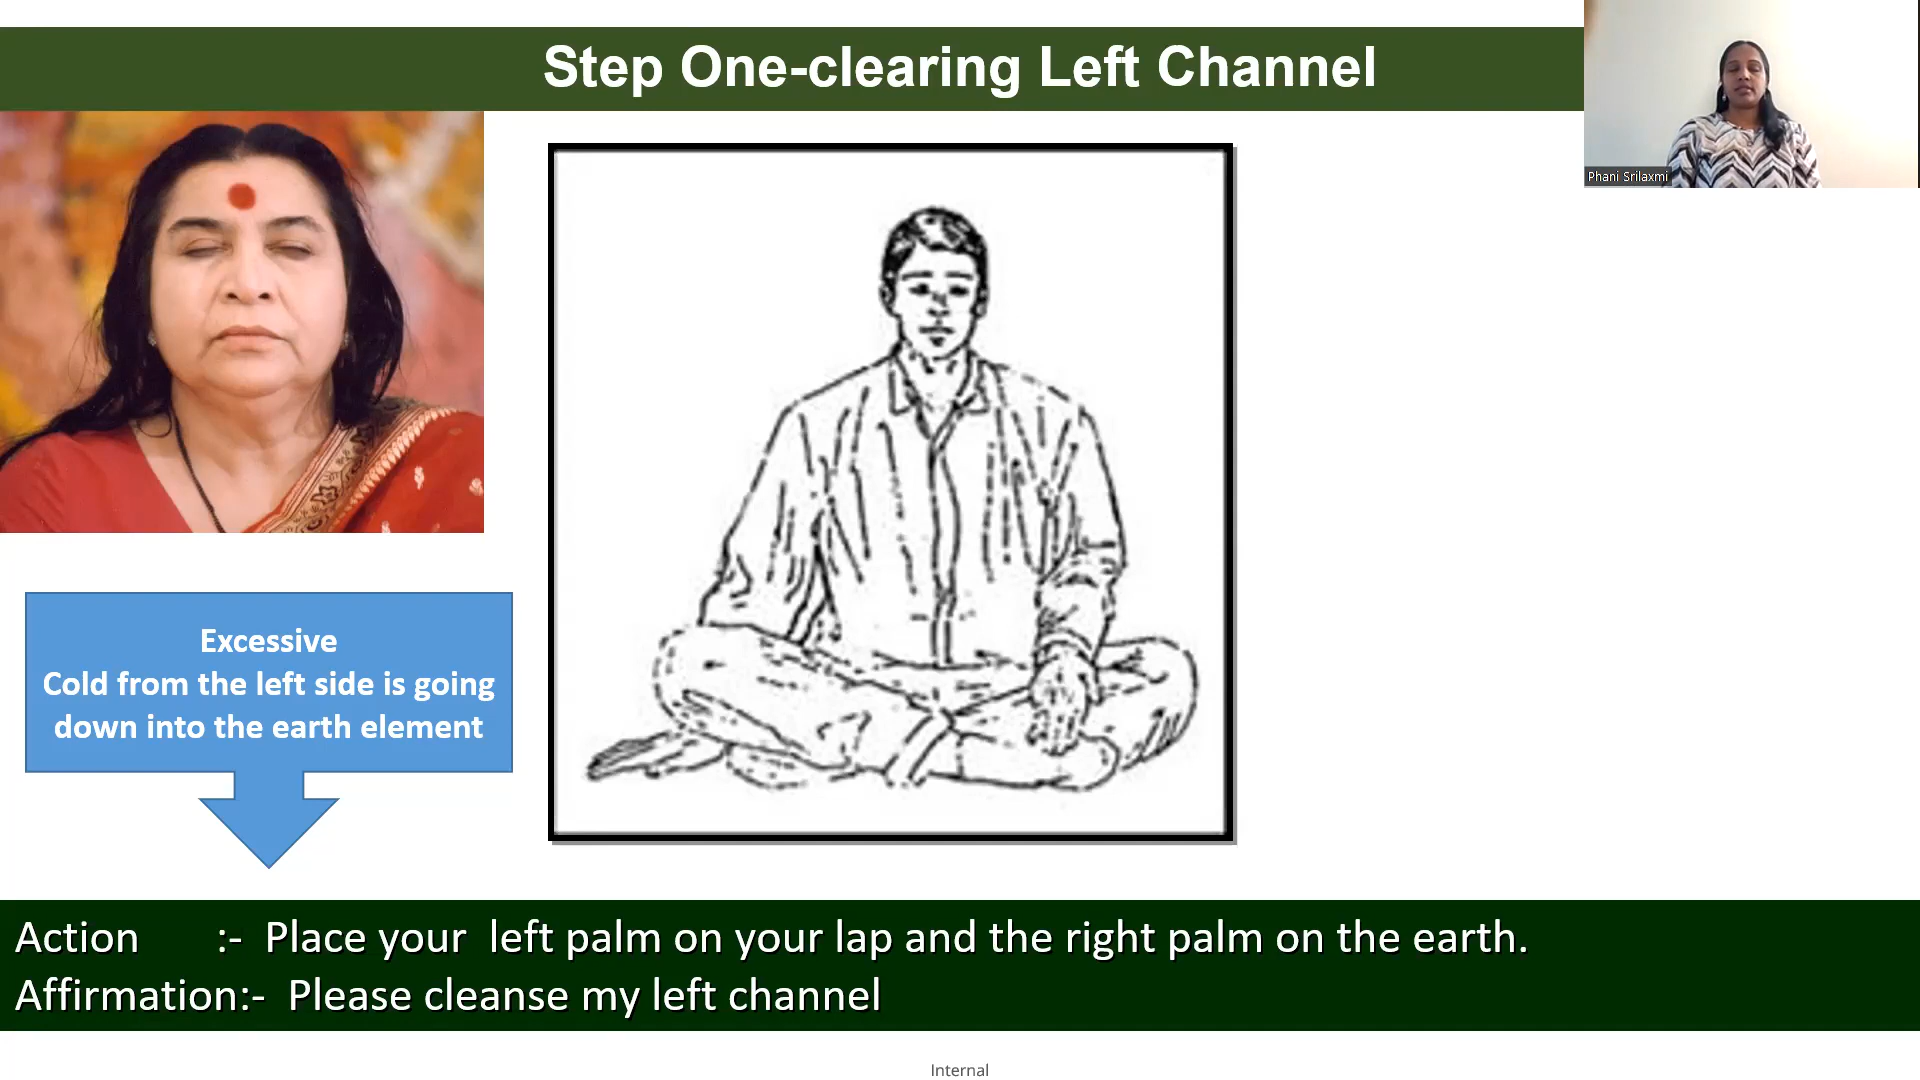 Step One-clearing Left Channel
Phani Srilaxmi
Excessive
Cold from the left side is going
down into the earth element
Action :- Place your left palm on your lap and the right palm on the earth.
Affirmation:- Please cleanse my left channel
Internal